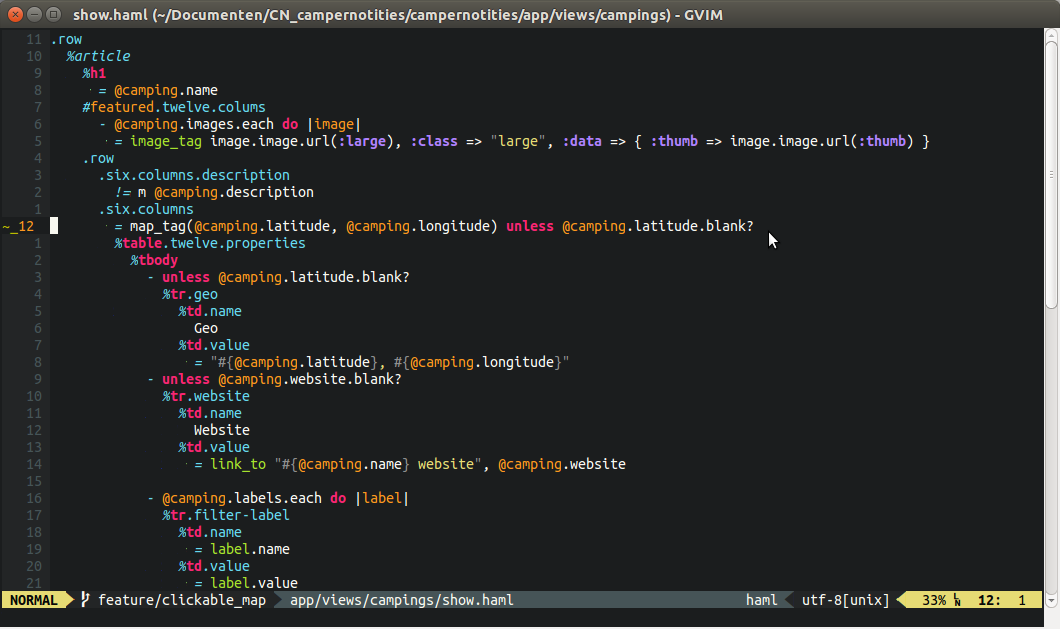 show.haml (~/Documenten/CN_campernotities/campernotities/app/views/campings) - GVIM
11 .row
10 %article
9 %h1
8 = @camping.name
7 #featured.twelve.colums
6 - @camping.images.each do |image|
5 = image_tag image.image.url(:large), :class => "large", :data => { :thumb => image.image.url(:thumb) }
4 .row
3 .six.columns.description
2 != m @camping.description
1 .six.columns
~_12 = map_tag(@camping.latitude, @camping.longitude) unless @camping.latitude.blank?
1 %table.twelve.properties
2 %tbody
3 - unless @camping.latitude.blank?
4 %tr.geo
5 %td.name
6 Geo
7 %td.value
8 = "#{@camping.latitude}, #{@camping.longitude}"
9 - unless @camping.website.blank?
10 %tr.website
11 %td.name
12 Website
13 %td.value
14 = link_to "#{@camping.name} website", @camping.website
15
16 - @camping.labels.each do |label|
17 %tr.filter-label
18 %td.name
19 = label.name
20 %td.value
21 = label.value
NORMAL feature/clickable_map app/views/campings/show.haml haml utf-8[unix] 33% LN 12: 1